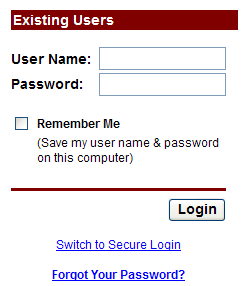 Existing Users
User Name:
Password:
Remember Me
(Save my user name & password
on this computer)
Login
Switch to Secure Login
Forgot Your Password?